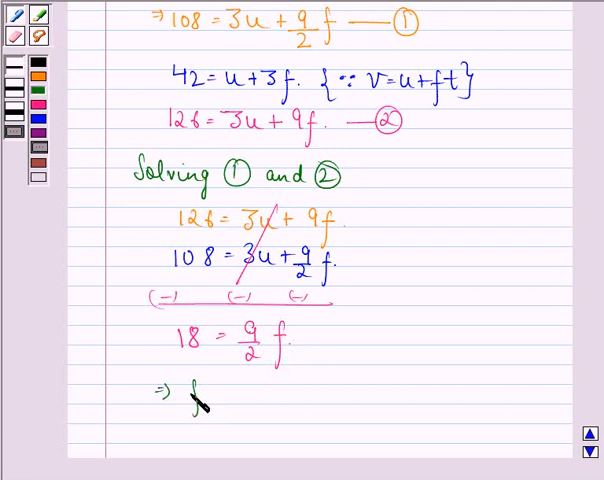 ⇒ 108 = 3u + 9/2 f —— ①
42 = u + 3f. {∵ v = u + ft}
126 = 3u + 9f. —— ②
Solving ① and ②
126 = 3u + 9f.
108 = 3u + 9/2 f.
(−) (−) (−)
18 = 9/2 f.
⇒ f